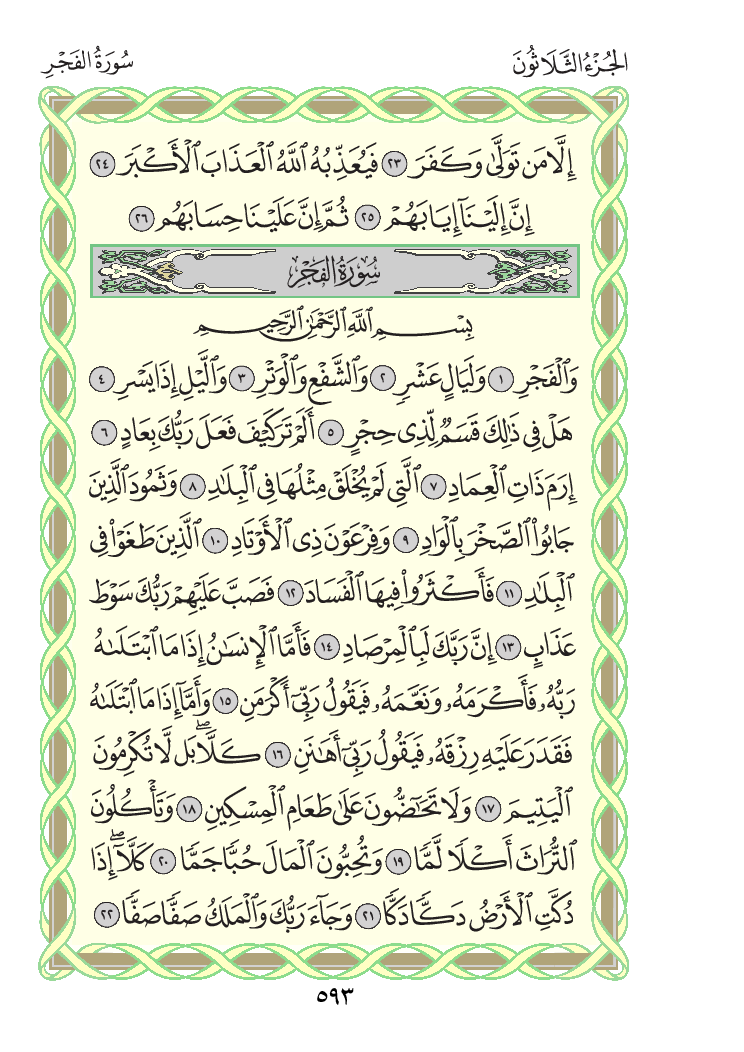 الجُزْءُ الثَّلَاثُونَ
سُورَةُ الفَجْرِ
إِلَّا مَن تَوَلَّىٰ وَكَفَرَ ٢٣ فَيُعَذِّبُهُ ٱللَّهُ ٱلْعَذَابَ ٱلْأَكْبَرَ ٢٤
إِنَّ إِلَيْنَآ إِيَابَهُمْ ٢٥ ثُمَّ إِنَّ عَلَيْنَا حِسَابَهُم ٢٦
سُورَةُ الفَجْرِ
بِسْمِ ٱللَّهِ ٱلرَّحْمَٰنِ ٱلرَّحِيمِ
وَٱلْفَجْرِ ١ وَلَيَالٍ عَشْرٍ ٢ وَٱلشَّفْعِ وَٱلْوَتْرِ ٣ وَٱلَّيْلِ إِذَا يَسْرِ ٤
هَلْ فِى ذَٰلِكَ قَسَمٌ لِّذِى حِجْرٍ ٥ أَلَمْ تَرَ كَيْفَ فَعَلَ رَبُّكَ بِعَادٍ ٦
إِرَمَ ذَاتِ ٱلْعِمَادِ ٧ ٱلَّتِى لَمْ يُخْلَقْ مِثْلُهَا فِى ٱلْبِلَٰدِ ٨ وَثَمُودَ ٱلَّذِينَ
جَابُوا۟ ٱلصَّخْرَ بِٱلْوَادِ ٩ وَفِرْعَوْنَ ذِى ٱلْأَوْتَادِ ١٠ ٱلَّذِينَ طَغَوْا۟ فِى
ٱلْبِلَٰدِ ١١ فَأَكْثَرُوا۟ فِيهَا ٱلْفَسَادَ ١٢ فَصَبَّ عَلَيْهِمْ رَبُّكَ سَوْطَ
عَذَابٍ ١٣ إِنَّ رَبَّكَ لَبِٱلْمِرْصَادِ ١٤ فَأَمَّا ٱلْإِنسَٰنُ إِذَا مَا ٱبْتَلَىٰهُ
رَبُّهُۥ فَأَكْرَمَهُۥ وَنَعَّمَهُۥ فَيَقُولُ رَبِّىٓ أَكْرَمَنِ ١٥ وَأَمَّآ إِذَا مَا ٱبْتَلَىٰهُ
فَقَدَرَ عَلَيْهِ رِزْقَهُۥ فَيَقُولُ رَبِّىٓ أَهَٰنَنِ ١٦ كَلَّا ۖ بَل لَّا تُكْرِمُونَ
ٱلْيَتِيمَ ١٧ وَلَا تَحَٰٓضُّونَ عَلَىٰ طَعَامِ ٱلْمِسْكِينِ ١٨ وَتَأْكُلُونَ
ٱلتُّرَاثَ أَكْلًا لَّمًّا ١٩ وَتُحِبُّونَ ٱلْمَالَ حُبًّا جَمًّا ٢٠ كَلَّآ ۖ إِذَا
دُكَّتِ ٱلْأَرْضُ دَكًّا دَكًّا ٢١ وَجَآءَ رَبُّكَ وَٱلْمَلَكُ صَفًّا صَفًّا ٢٢
٥٩٣